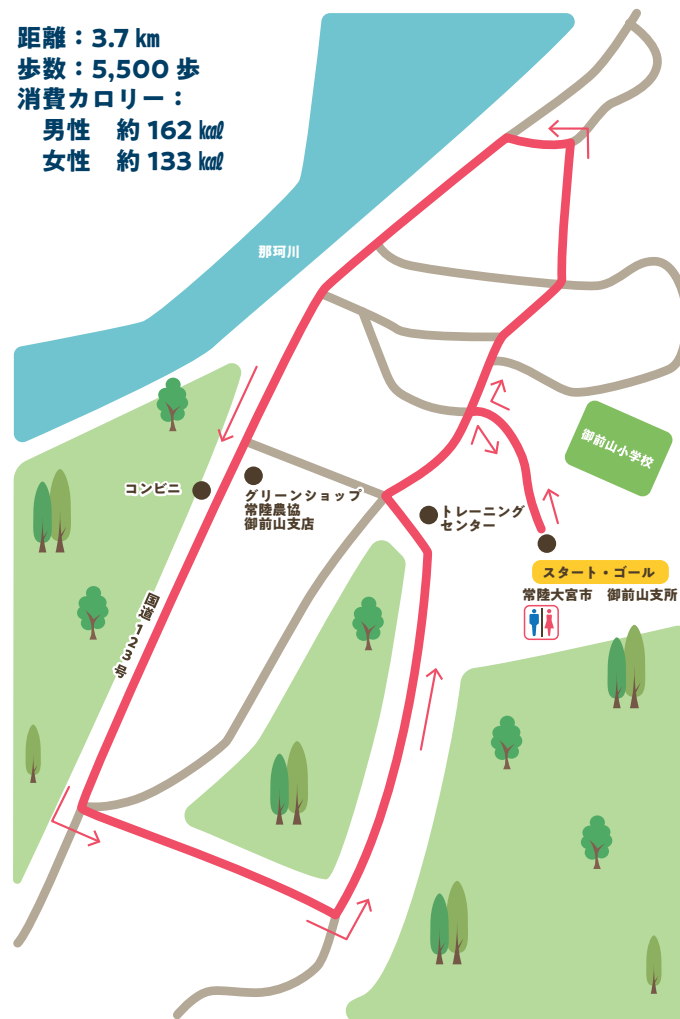 距離：3.7 km
歩数：5,500 歩
消費カロリー：
男性　約 162 kcal
女性　約 133 kcal
那珂川
御前山小学校
コンビニ
グリーンショップ
常陸農協
御前山支店
トレーニング
センター
スタート・ゴール
常陸大宮市　御前山支所
国道 123 号